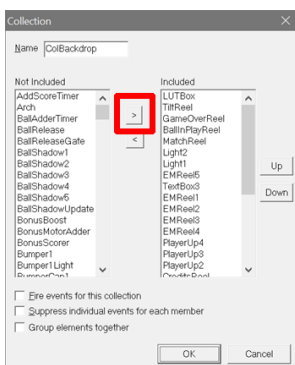 Collection
Name ColBackdrop
Not Included
AddScoreTimer
Arch
BallAdderTimer
BallRelease
BallReleaseGate
BallShadow1
BallShadow2
BallShadow3
BallShadow4
BallShadow5
BallShadowUpdate
BonusBoost
BonusMotorAdder
BonusScorer
Bumper1
Bumper1Light
BumperCap1
>
<
Included
LUTBox
TiltReel
GameOverReel
BallInPlayReel
MatchReel
Light2
Light1
EMReel5
TextBox3
EMReel1
EMReel2
EMReel3
EMReel4
PlayerUp4
PlayerUp3
PlayerUp2
CreditsReel
Up
Down
Fire events for this collection
Suppress individual events for each member
Group elements together
OK
Cancel